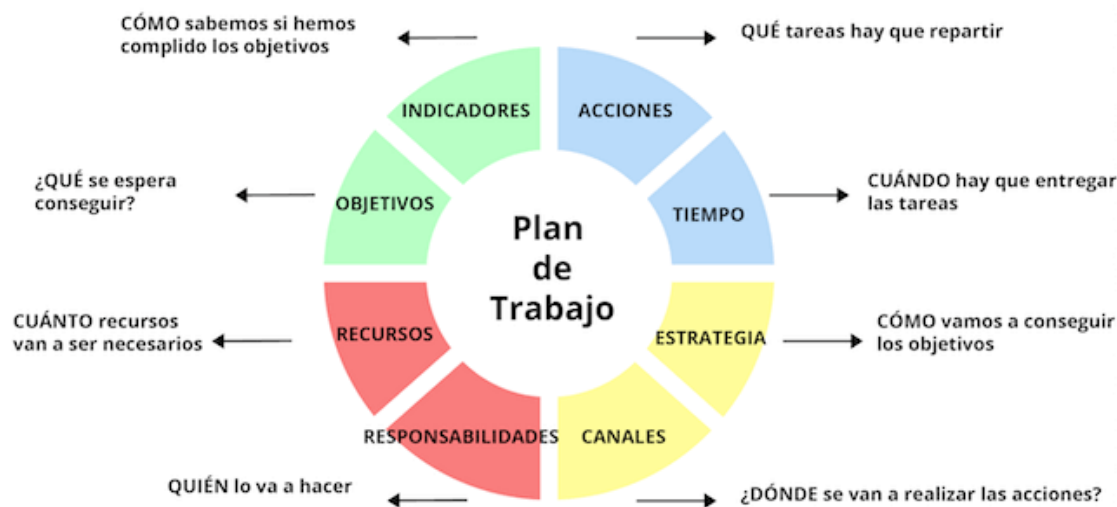 CÓMO sabemos si hemos
complido los objetivos
QUÉ tareas hay que repartir
INDICADORES
ACCIONES
¿QUÉ se espera
conseguir?
OBJETIVOS
TIEMPO
CUÁNDO hay que entregar
las tareas
Plan
de
Trabajo
CUÁNTO recursos
van a ser necesarios
RECURSOS
ESTRATEGIA
CÓMO vamos a conseguir
los objetivos
RESPONSABILIDADES
CANALES
QUIÉN lo va a hacer
¿DÓNDE se van a realizar las acciones?